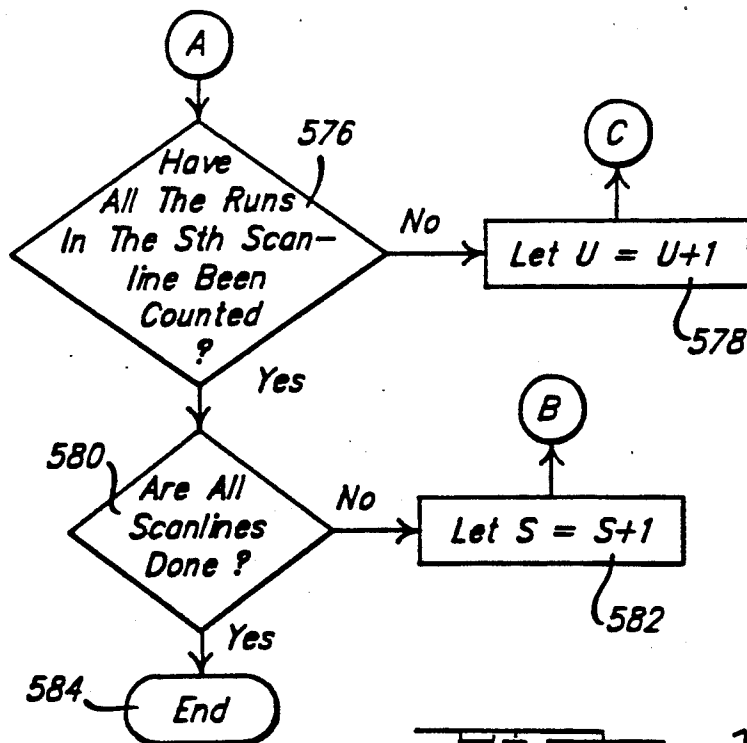 A
576
Have
All The Runs
In The Sth Scan-
line Been
Counted
?
No
C
Let U = U+1
578
Yes
580
Are All
Scanlines
Done ?
No
B
Let S = S+1
582
Yes
584
End